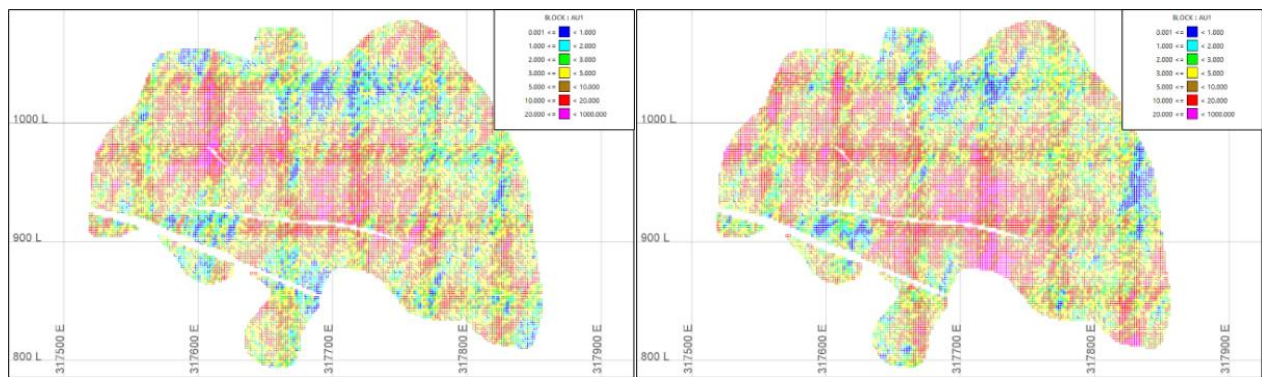 BLOCK : AU1
0.001 <= < 1.000
1.000 <= < 2.000
2.000 <= < 3.000
3.000 <= < 5.000
5.000 <= < 10.000
10.000 <= < 20.000
20.000 <= < 1000.000
1000 L
900 L
800 L
317500 E
317600 E
317700 E
317800 E
317900 E
BLOCK : AU1
0.001 <= < 1.000
1.000 <= < 2.000
2.000 <= < 3.000
3.000 <= < 5.000
5.000 <= < 10.000
10.000 <= < 20.000
20.000 <= < 1000.000
1000 L
900 L
800 L
317500 E
317600 E
317700 E
317800 E
317900 E